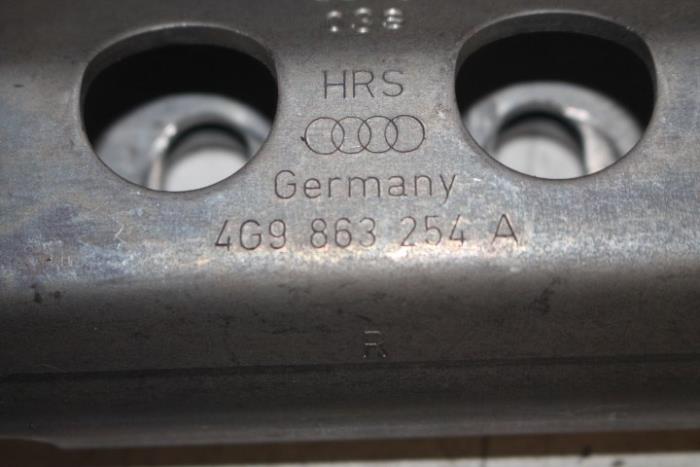 HRS
Germany
4G9 863 254 A
R